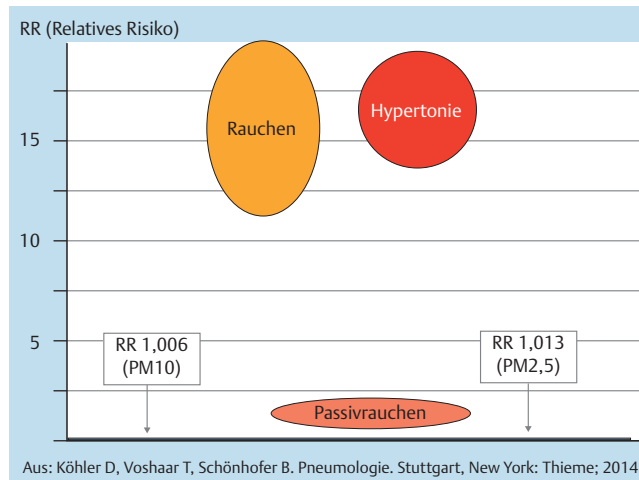 RR (Relatives Risiko)
15
10
5
Rauchen
Hypertonie
RR 1,006
(PM10)
RR 1,013
(PM2,5)
Passivrauchen
Aus: Köhler D, Voshaar T, Schönhofer B. Pneumologie. Stuttgart, New York: Thieme; 2014